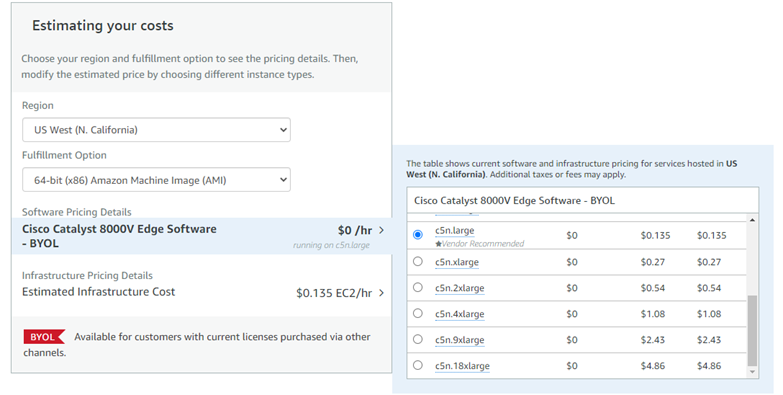 Estimating your costs
Choose your region and fulfillment option to see the pricing details. Then,
modify the estimated price by choosing different instance types.
Region
US West (N. California)
Fulfillment Option
64-bit (x86) Amazon Machine Image (AMI)
Software Pricing Details
Cisco Catalyst 8000V Edge Software
- BYOL
$0 /hr >
running on c5n.large
Infrastructure Pricing Details
Estimated Infrastructure Cost
$0.135 EC2/hr >
BYOL Available for customers with current licenses purchased via other
channels.
The table shows current software and infrastructure pricing for services hosted in US
West (N. California). Additional taxes or fees may apply.
Cisco Catalyst 8000V Edge Software - BYOL
c5n.large $0 $0.135 $0.135
★Vendor Recommended
c5n.xlarge $0 $0.27 $0.27
c5n.2xlarge $0 $0.54 $0.54
c5n.4xlarge $0 $1.08 $1.08
c5n.9xlarge $0 $2.43 $2.43
c5n.18xlarge $0 $4.86 $4.86